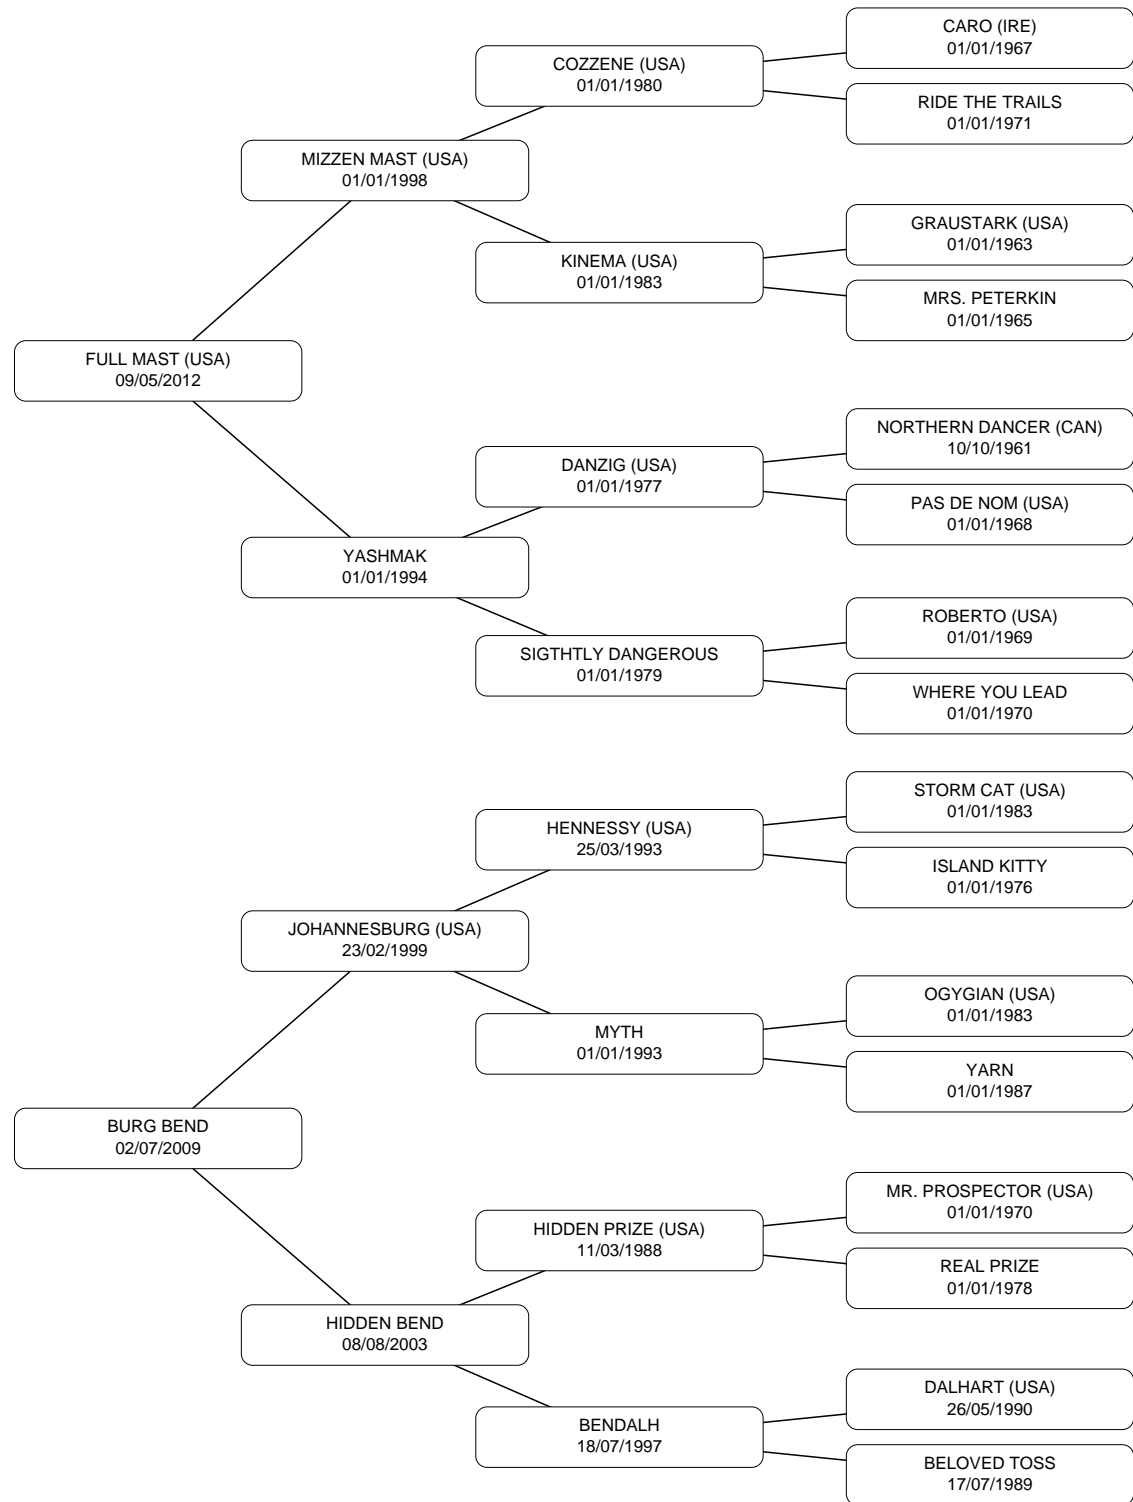 CARO (IRE)
01/01/1967
COZZENE (USA)
01/01/1980
RIDE THE TRAILS
01/01/1971
MIZZEN MAST (USA)
01/01/1998
GRAUSTARK (USA)
01/01/1963
KINEMA (USA)
01/01/1983
MRS. PETERKIN
01/01/1965
FULL MAST (USA)
09/05/2012
NORTHERN DANCER (CAN)
10/10/1961
DANZIG (USA)
01/01/1977
PAS DE NOM (USA)
01/01/1968
YASHMAK
01/01/1994
ROBERTO (USA)
01/01/1969
SIGTHTLY DANGEROUS
01/01/1979
WHERE YOU LEAD
01/01/1970
STORM CAT (USA)
01/01/1983
HENNESSY (USA)
25/03/1993
ISLAND KITTY
01/01/1976
JOHANNESBURG (USA)
23/02/1999
OGYGIAN (USA)
01/01/1983
MYTH
01/01/1993
YARN
01/01/1987
BURG BEND
02/07/2009
MR. PROSPECTOR (USA)
01/01/1970
HIDDEN PRIZE (USA)
11/03/1988
REAL PRIZE
01/01/1978
HIDDEN BEND
08/08/2003
DALHART (USA)
26/05/1990
BENDALH
18/07/1997
BELOVED TOSS
17/07/1989